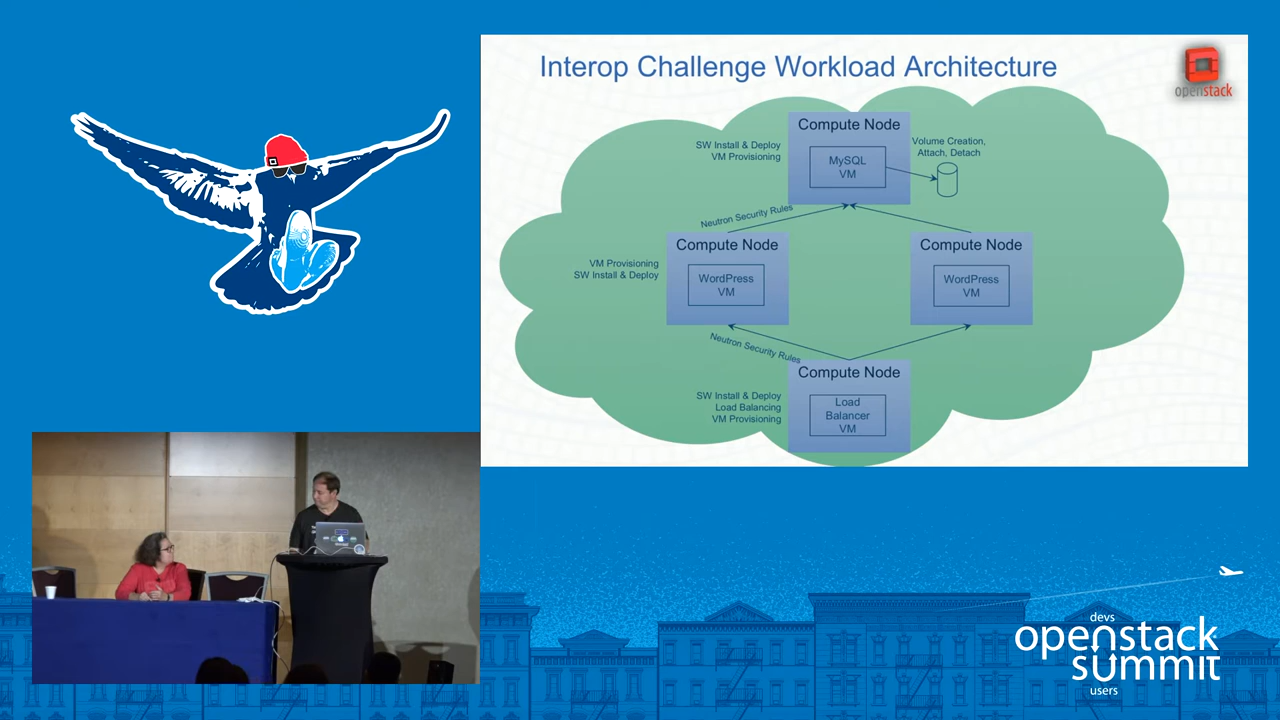 Interop Challenge Workload Architecture
openstack
Compute Node
SW Install & Deploy
VM Provisioning
MySQL
VM
Volume Creation,
Attach, Detach
Neutron Security Rules
Compute Node
VM Provisioning
SW Install & Deploy
WordPress
VM
Compute Node
WordPress
VM
Neutron Security Rules
Compute Node
SW Install & Deploy
Load Balancing
VM Provisioning
Load
Balancer
VM
devs
openstack
summit
users